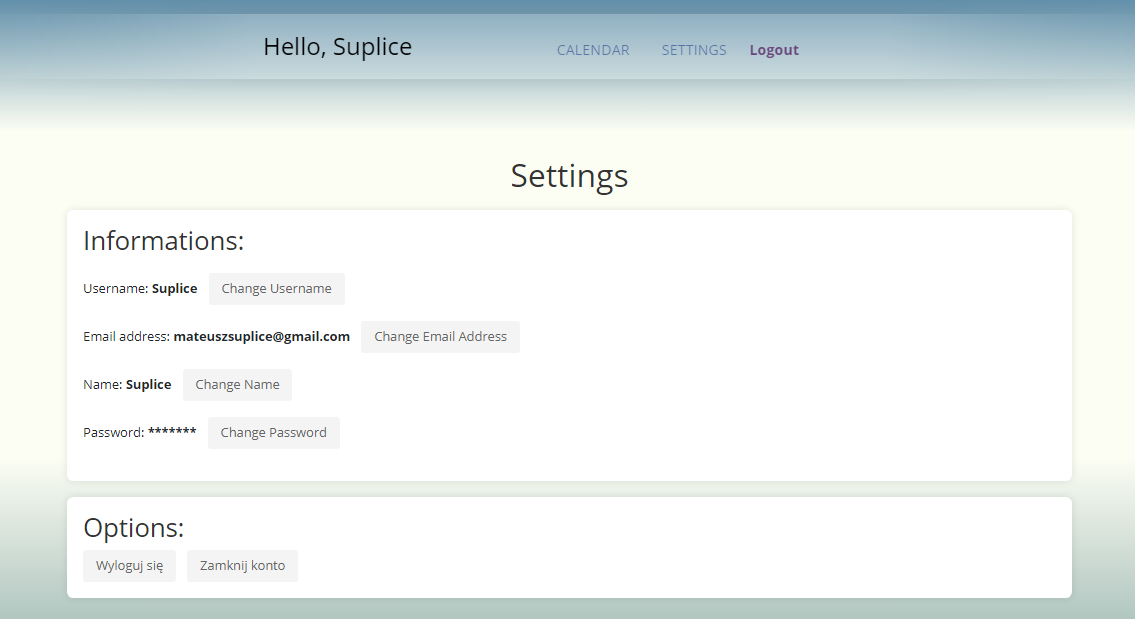 Hello, Suplice CALENDAR SETTINGS Logout
Settings
Informations:
Username: Suplice Change Username
Email address: mateuszsuplice@gmail.com Change Email Address
Name: Suplice Change Name
Password: ******* Change Password
Options:
Wyloguj się Zamknij konto